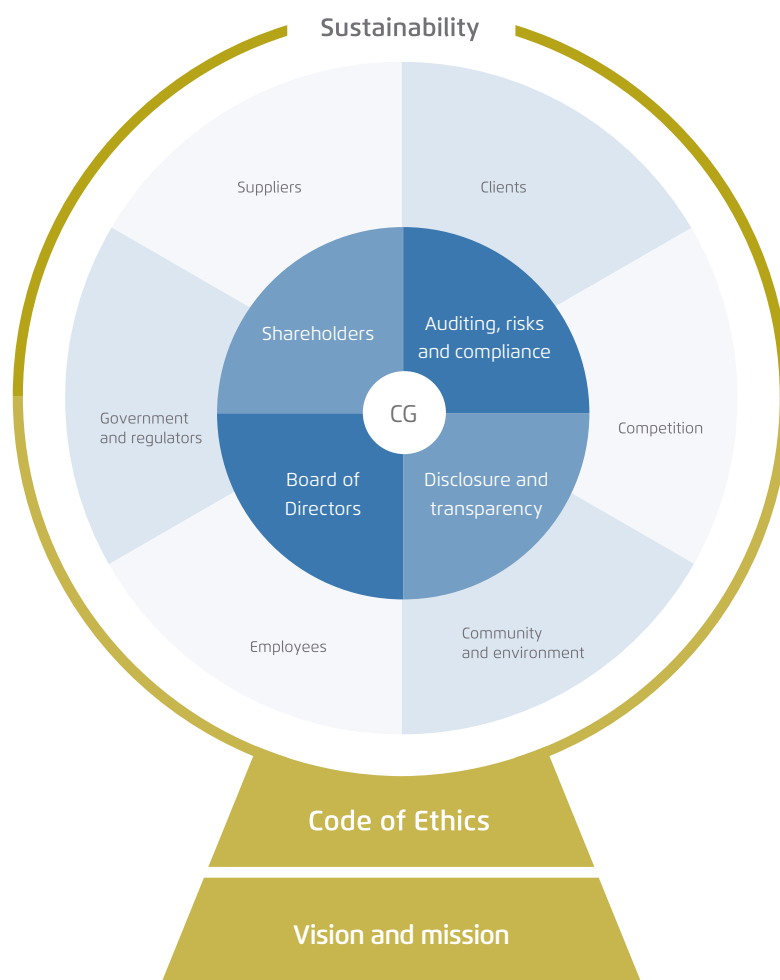 Sustainability
Suppliers
Clients
Shareholders
Auditing, risks
and compliance
CG
Government
and regulators
Competition
Board of
Directors
Disclosure and
transparency
Employees
Community
and environment
Code of Ethics
Vision and mission